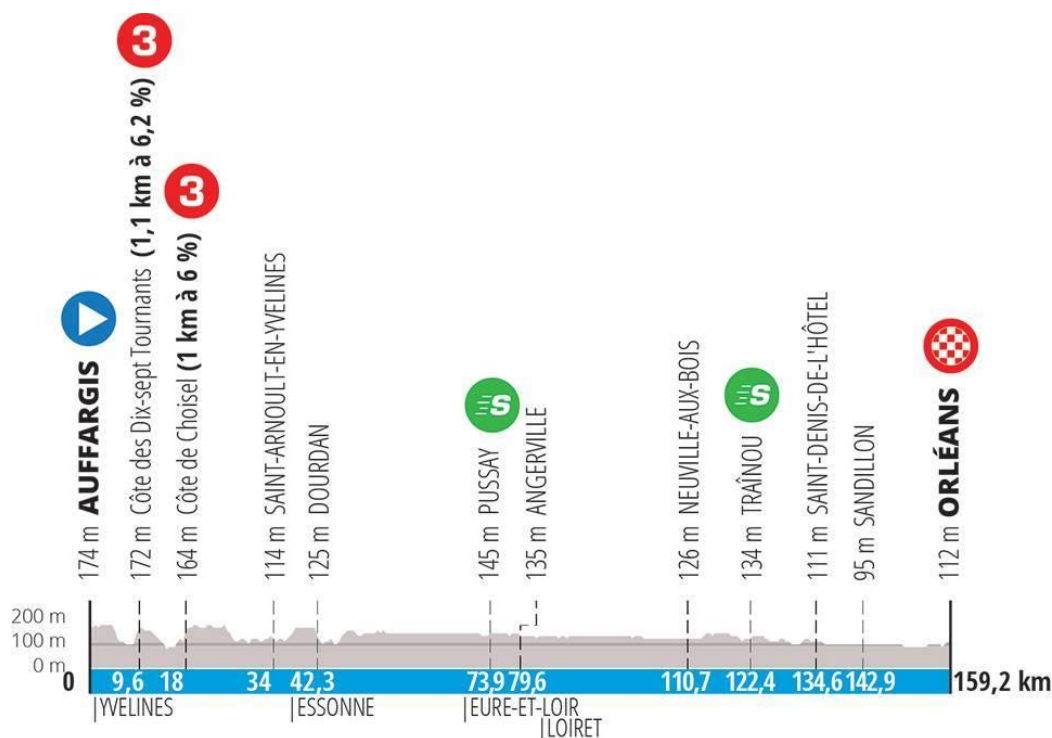 3
3
174 m AUFFARGIS
172 m Côte des Dix-sept Tournants (1,1 km à 6,2 %)
164 m Côte de Choisel (1 km à 6 %)
114 m SAINT-ARNOULT-EN-YVELINES
125 m DOURDAN
S
145 m PUSSAY
135 m ANGERVILLE
126 m NEUVILLE-AUX-BOIS
S
134 m TRAÎNOU
111 m SAINT-DENIS-DE-L'HÔTEL
95 m SANDILLON
112 m ORLÉANS
200 m
100 m
0 m
0 9,6 18 34 42,3 73,9 79,6 110,7 122,4 134,6 142,9 159,2 km
|YVELINES |ESSONNE |EURE-ET-LOIR
|LOIRET